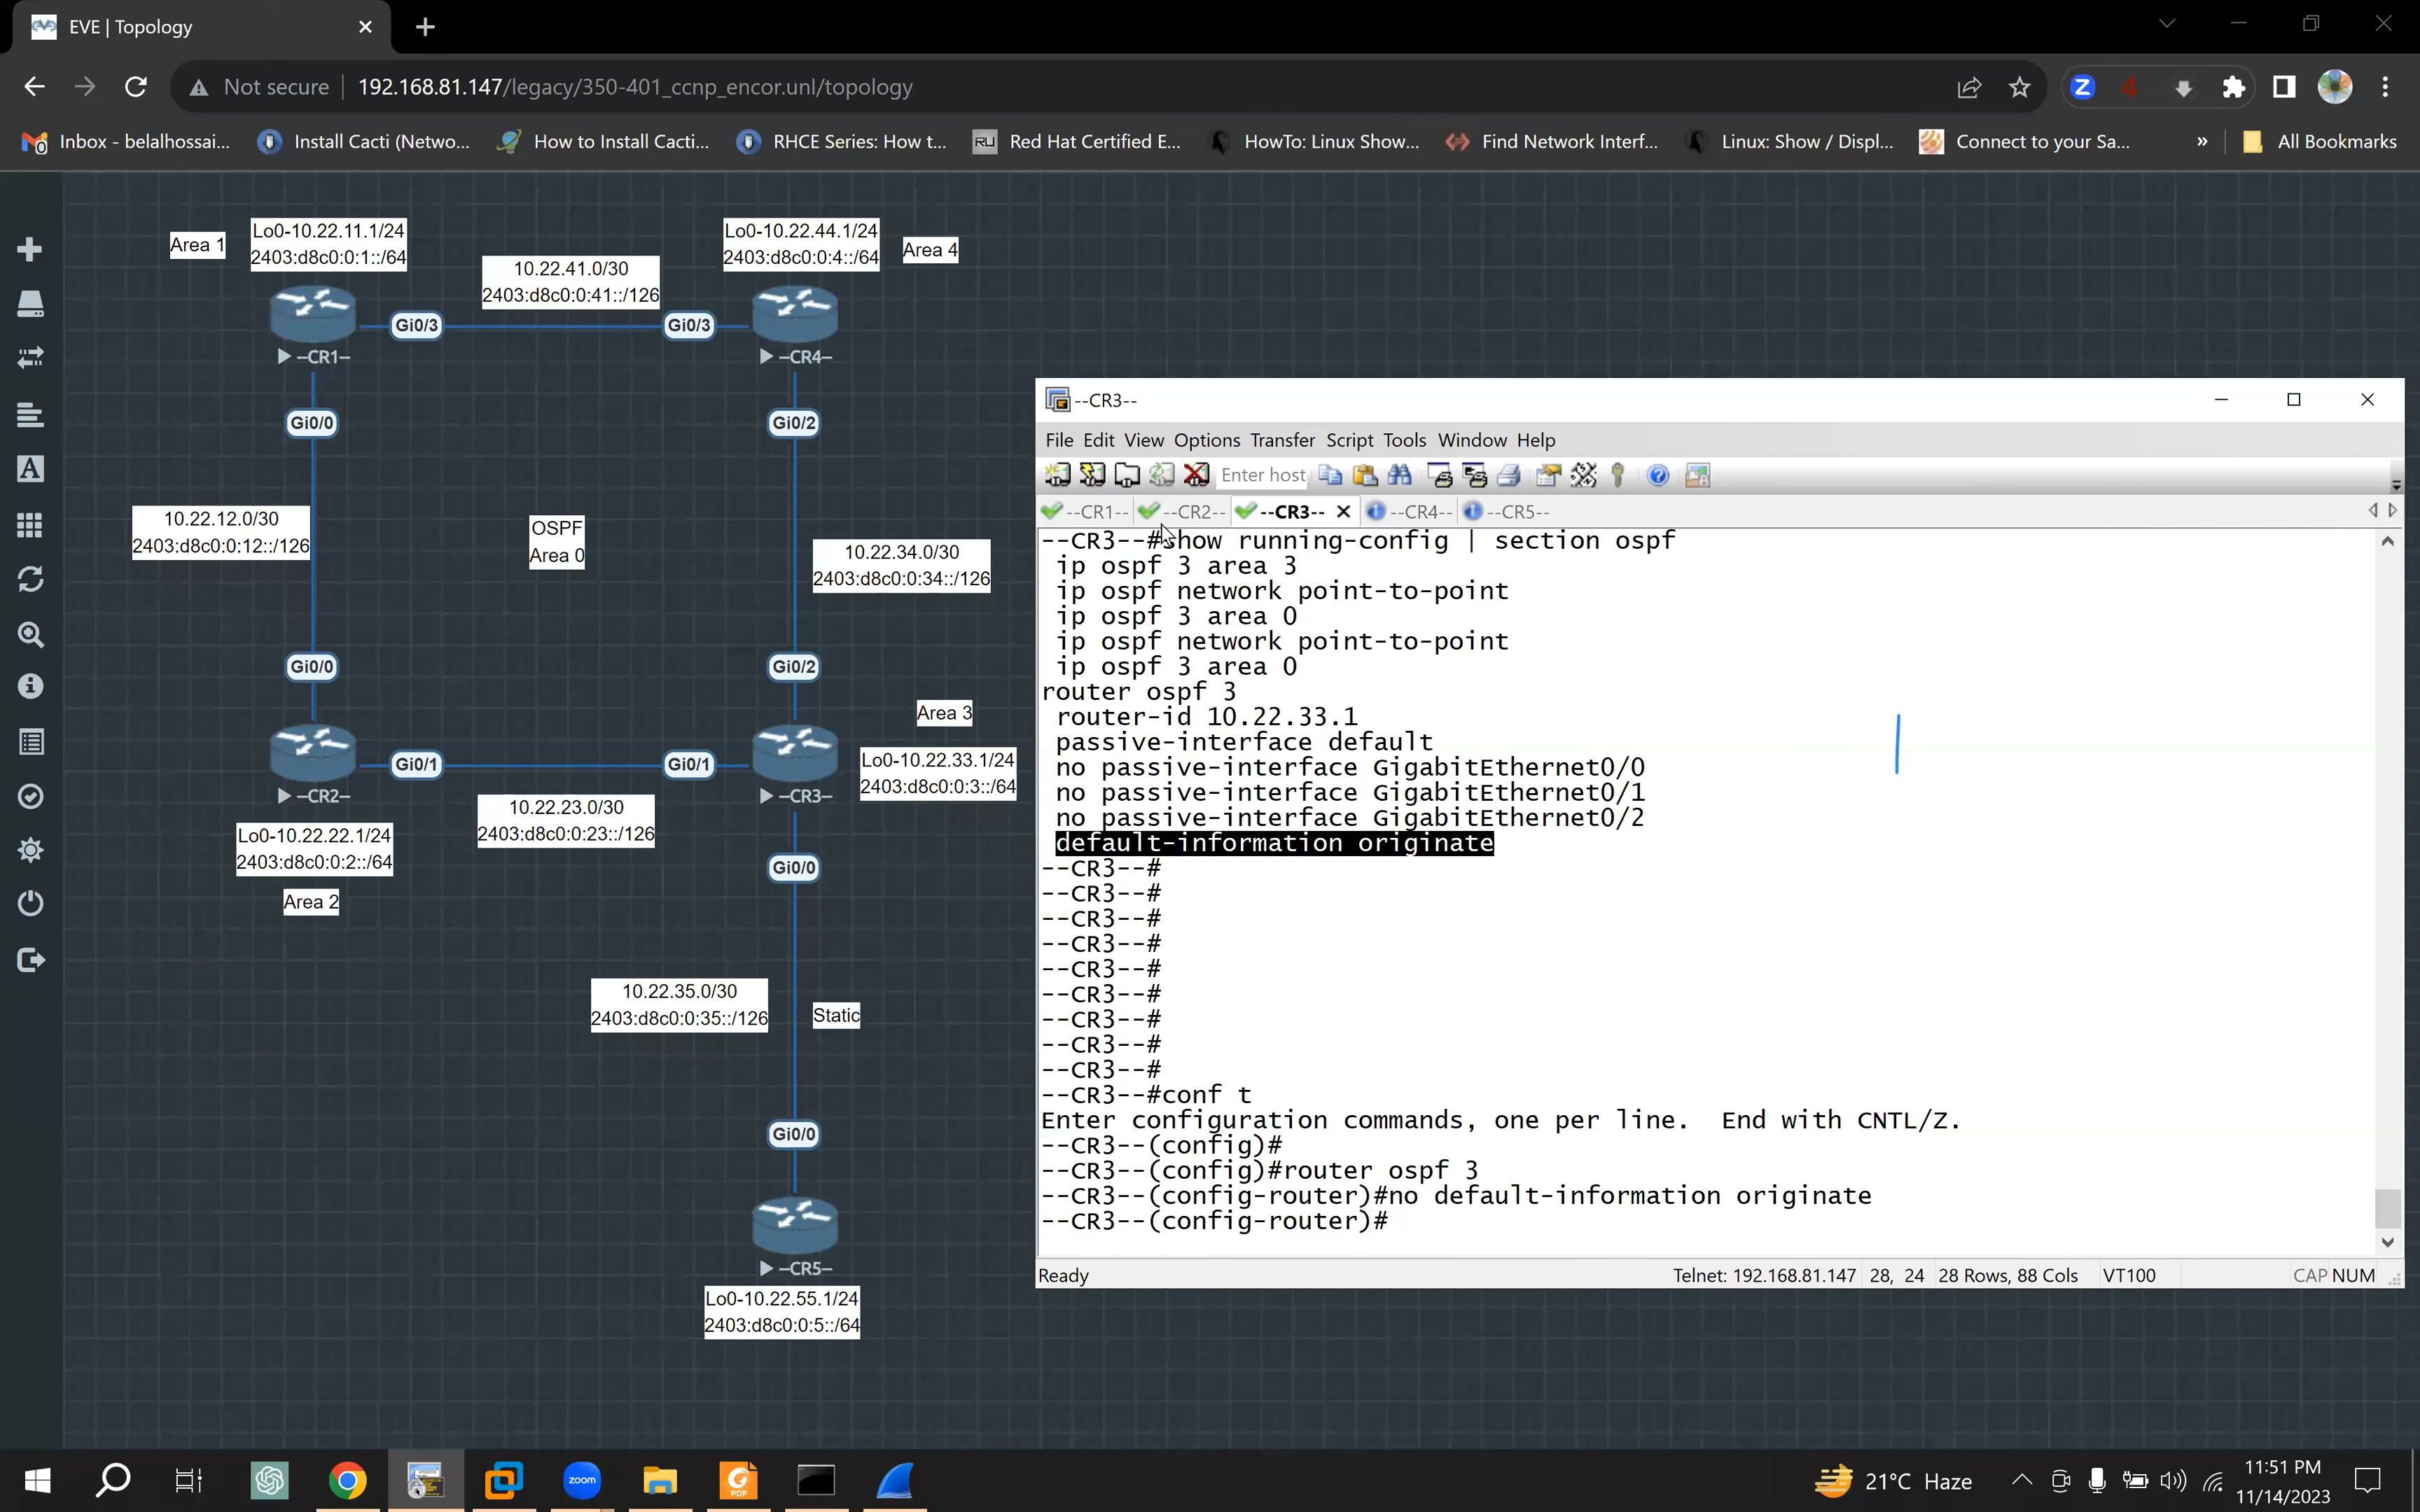 EVE | Topology
Not secure
192.168.81.147/legacy/350-401_ccnp_encor.unl/topology
Inbox - belalhossai...
Install Cacti (Netwo...
How to Install Cacti...
RHCE Series: How t...
Red Hat Certified E...
HowTo: Linux Show...
Find Network Interf...
Linux: Show / Displ...
Connect to your Sa...
»
All Bookmarks
Area 1
Lo0-10.22.11.1/24
2403:d8c0:0:1::/64
10.22.41.0/30
2403:d8c0:0:41::/126
Lo0-10.22.44.1/24
2403:d8c0:0:4::/64
Area 4
Gi0/3
Gi0/3
--CR1--
--CR4--
Gi0/0
Gi0/2
10.22.12.0/30
2403:d8c0:0:12::/126
OSPF
Area 0
10.22.34.0/30
2403:d8c0:0:34::/126
Gi0/0
Gi0/2
Area 3
Gi0/1
Gi0/1
Lo0-10.22.33.1/24
2403:d8c0:0:3::/64
--CR2--
--CR3--
10.22.23.0/30
2403:d8c0:0:23::/126
Lo0-10.22.22.1/24
2403:d8c0:0:2::/64
Gi0/0
Area 2
10.22.35.0/30
2403:d8c0:0:35::/126
Static
Gi0/0
--CR5--
Lo0-10.22.55.1/24
2403:d8c0:0:5::/64
--CR3--
File Edit View Options Transfer Script Tools Window Help
Enter host
--CR1-- --CR2-- --CR3-- --CR4-- --CR5--
--CR3--#show running-config | section ospf
ip ospf 3 area 3
ip ospf network point-to-point
ip ospf 3 area 0
ip ospf network point-to-point
ip ospf 3 area 0
router ospf 3
router-id 10.22.33.1
passive-interface default
no passive-interface GigabitEthernet0/0
no passive-interface GigabitEthernet0/1
no passive-interface GigabitEthernet0/2
default-information originate
--CR3--#
--CR3--#
--CR3--#
--CR3--#
--CR3--#
--CR3--#
--CR3--#
--CR3--#
--CR3--#
--CR3--#conf t
Enter configuration commands, one per line.  End with CNTL/Z.
--CR3--(config)#
--CR3--(config)#router ospf 3
--CR3--(config-router)#no default-information originate
--CR3--(config-router)#
Ready
Telnet: 192.168.81.147
28, 24
28 Rows, 88 Cols
VT100
CAP NUM
zoom
PDF
21°C Haze
11:51 PM
11/14/2023